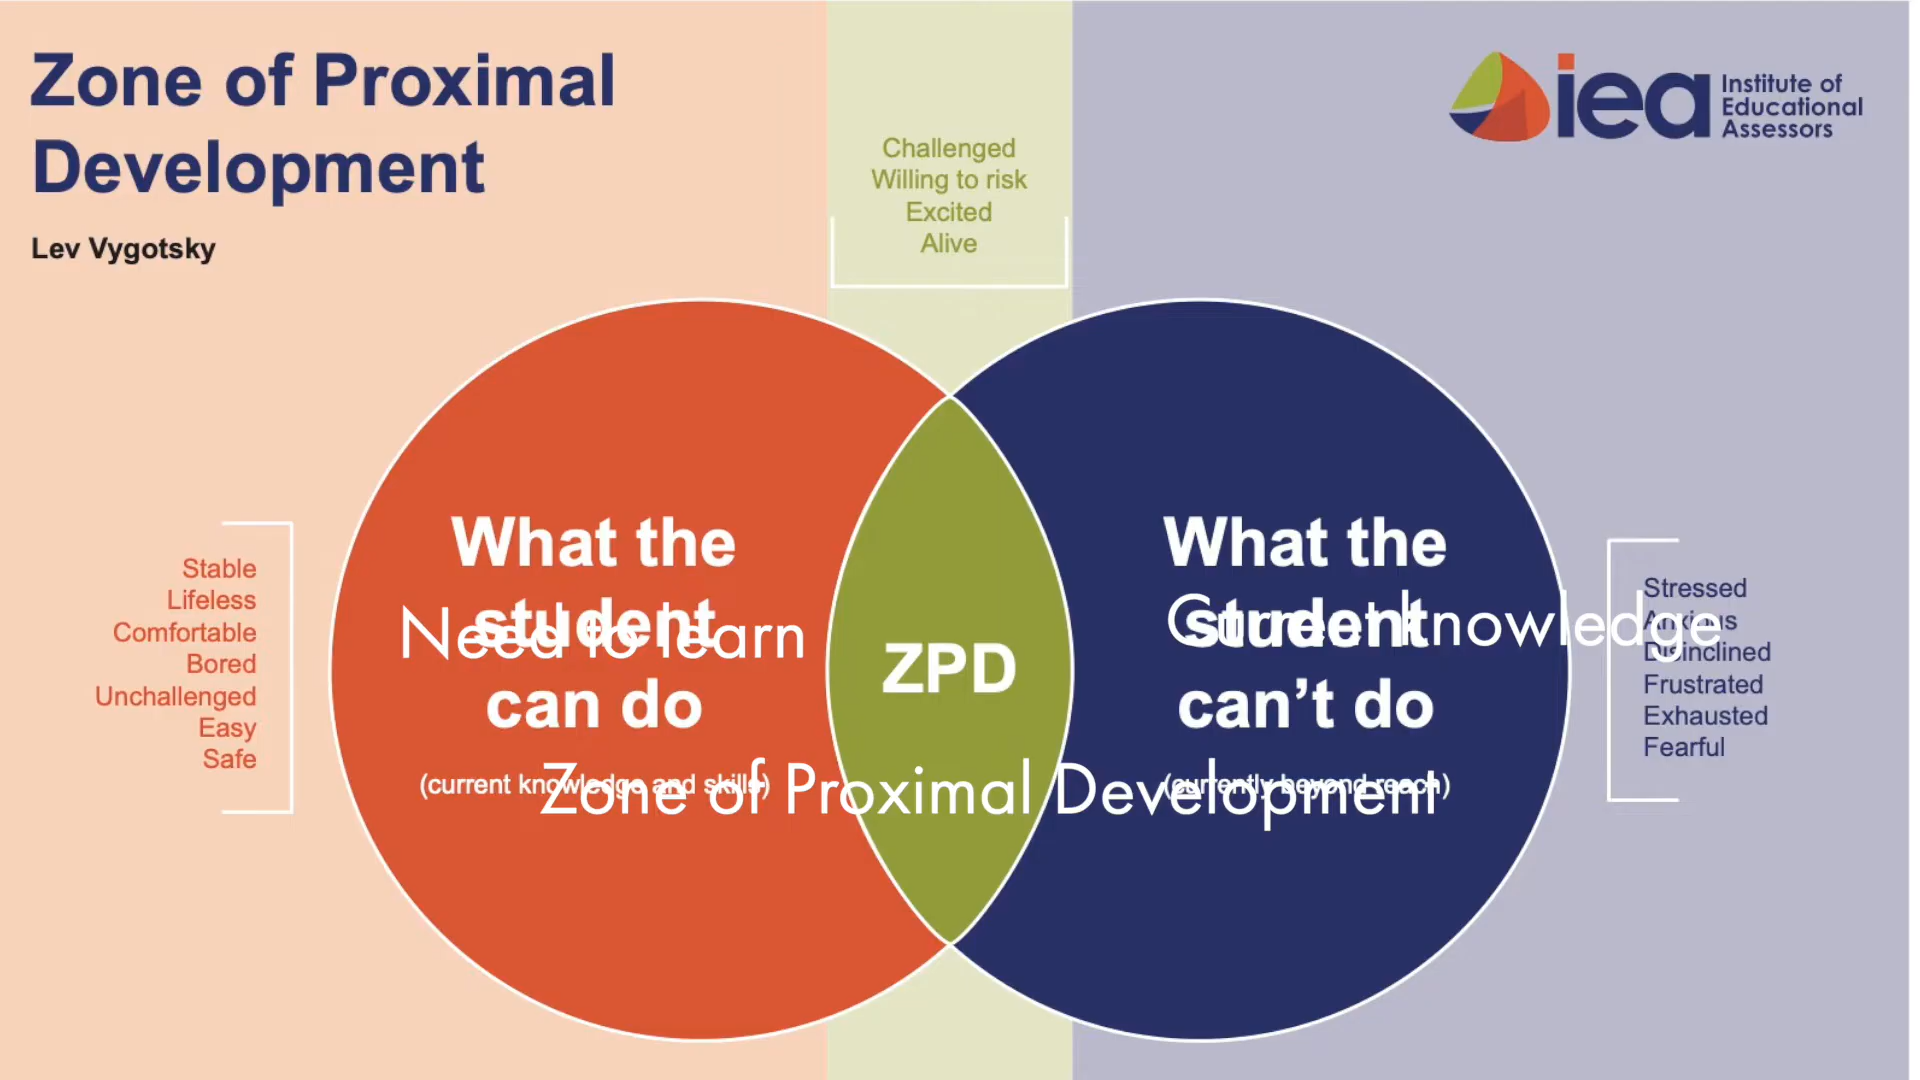 Zone of Proximal
Development
Lev Vygotsky
iea
Institute of
Educational
Assessors
Challenged
Willing to risk
Excited
Alive
Stable
Lifeless
Comfortable
Bored
Unchallenged
Easy
Safe
What the
student
can do
(current knowledge and skills)
Need to learn
ZPD
What the
student
can't do
(currently beyond reach)
Current knowledge
Zone of Proximal Development
Stressed
Anxious
Disinclined
Frustrated
Exhausted
Fearful